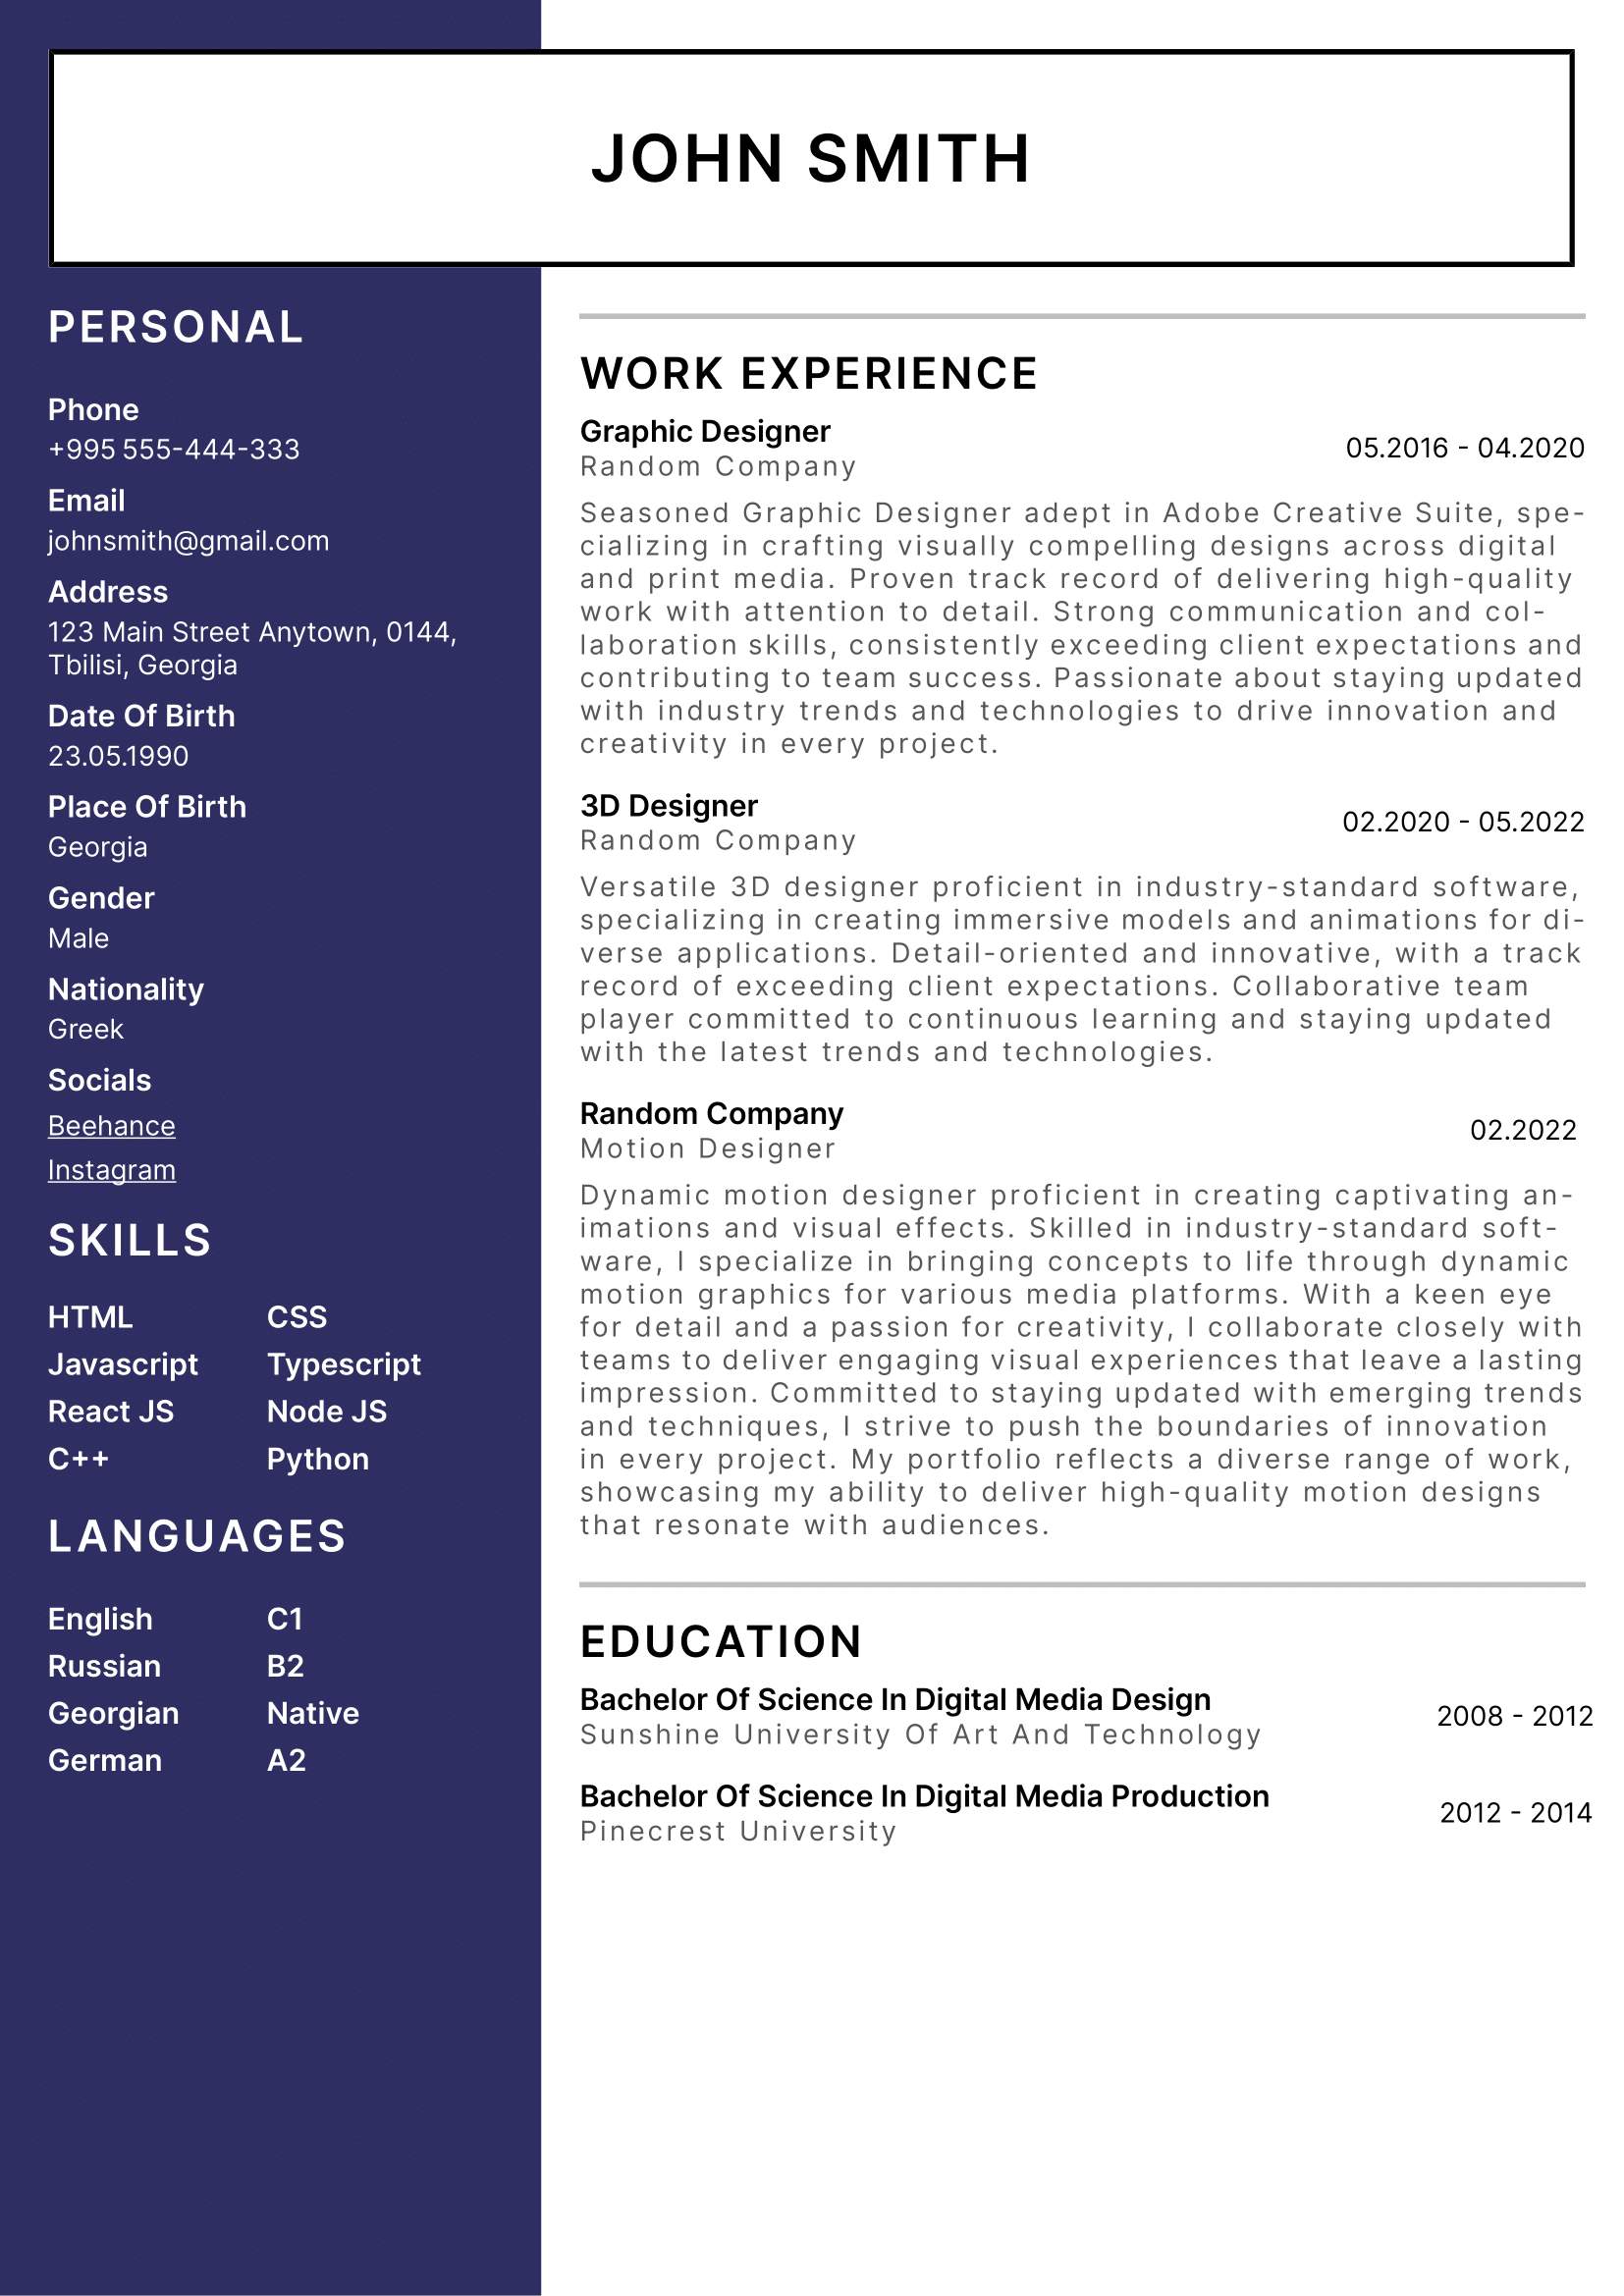 JOHN SMITH
PERSONAL
Phone
+995 555-444-333
Email
johnsmith@gmail.com
Address
123 Main Street Anytown, 0144,
Tbilisi, Georgia
Date Of Birth
23.05.1990
Place Of Birth
Georgia
Gender
Male
Nationality
Greek
Socials
Beehance
Instagram
SKILLS
HTML CSS
Javascript Typescript
React JS Node JS
C++ Python
LANGUAGES
English C1
Russian B2
Georgian Native
German A2
WORK EXPERIENCE
Graphic Designer
Random Company
05.2016 - 04.2020
Seasoned Graphic Designer adept in Adobe Creative Suite, spe-
cializing in crafting visually compelling designs across digital
and print media. Proven track record of delivering high-quality
work with attention to detail. Strong communication and col-
laboration skills, consistently exceeding client expectations and
contributing to team success. Passionate about staying updated
with industry trends and technologies to drive innovation and
creativity in every project.
3D Designer
Random Company
02.2020 - 05.2022
Versatile 3D designer proficient in industry-standard software,
specializing in creating immersive models and animations for di-
verse applications. Detail-oriented and innovative, with a track
record of exceeding client expectations. Collaborative team
player committed to continuous learning and staying updated
with the latest trends and technologies.
Random Company
Motion Designer
02.2022
Dynamic motion designer proficient in creating captivating an-
imations and visual effects. Skilled in industry-standard soft-
ware, I specialize in bringing concepts to life through dynamic
motion graphics for various media platforms. With a keen eye
for detail and a passion for creativity, I collaborate closely with
teams to deliver engaging visual experiences that leave a lasting
impression. Committed to staying updated with emerging trends
and techniques, I strive to push the boundaries of innovation
in every project. My portfolio reflects a diverse range of work,
showcasing my ability to deliver high-quality motion designs
that resonate with audiences.
EDUCATION
Bachelor Of Science In Digital Media Design
Sunshine University Of Art And Technology
2008 - 2012
Bachelor Of Science In Digital Media Production
Pinecrest University
2012 - 2014